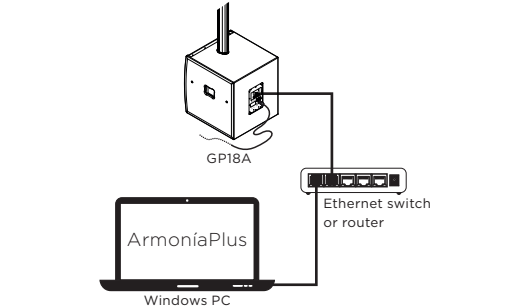 GP18A
Ethernet switch
or router
ArmoníaPlus
Windows PC